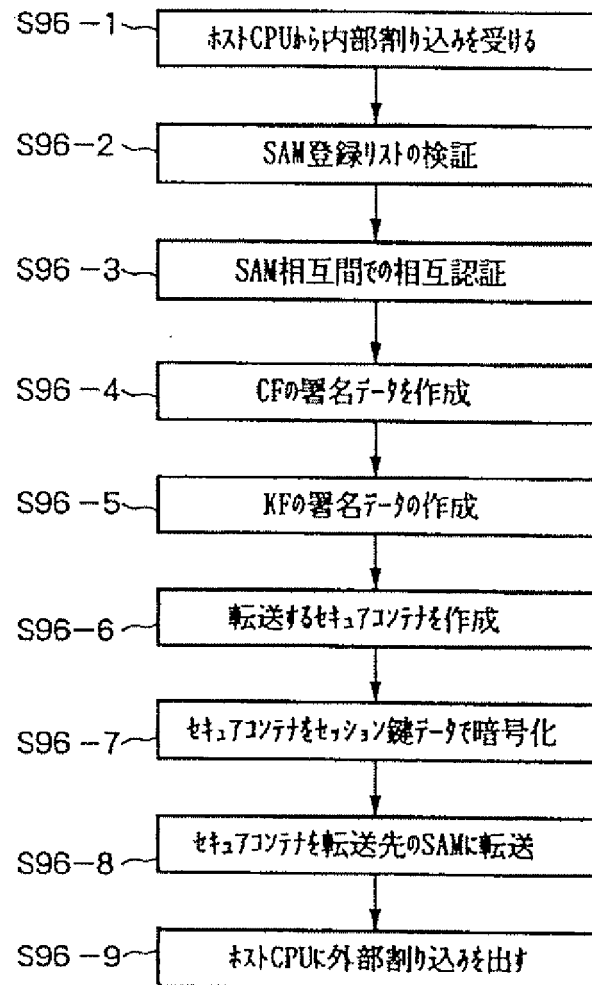 S96-1 ホストCPUから内部割り込みを受ける
S96-2 SAM登録リストの検証
S96-3 SAM相互間での相互認証
S96-4 CFの署名データを作成
S96-5 KFの署名データの作成
S96-6 転送するセキュアコンテナを作成
S96-7 セキュアコンテナをセッション鍵データで暗号化
S96-8 セキュアコンテナを転送先のSAMに転送
S96-9 ホストCPUに外部割り込みを出す